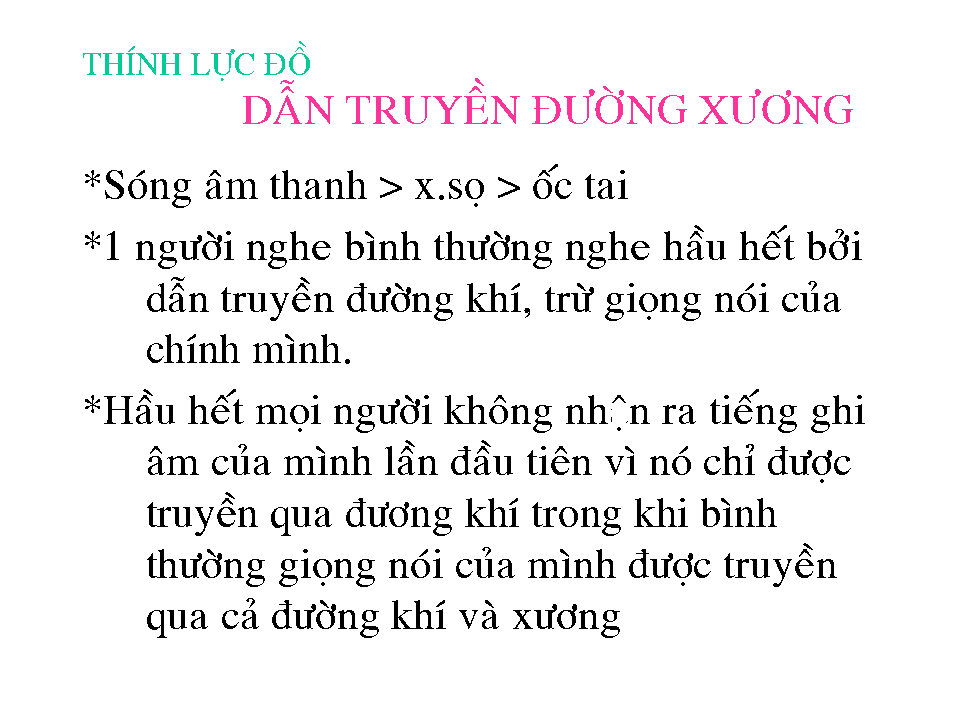 THÍNH LỰC ĐỒ
DẪN TRUYỀN ĐƯỜNG XƯƠNG
*Sóng âm thanh > x.sọ > ốc tai
*1 người nghe bình thường nghe hầu hết bởi
dẫn truyền đường khí, trừ giọng nói của
chính mình.
*Hầu hết mọi người không nhận ra tiếng ghi
âm của mình lần đầu tiên vì nó chỉ được
truyền qua đương khí trong khi bình
thường giọng nói của mình được truyền
qua cả đường khí và xương